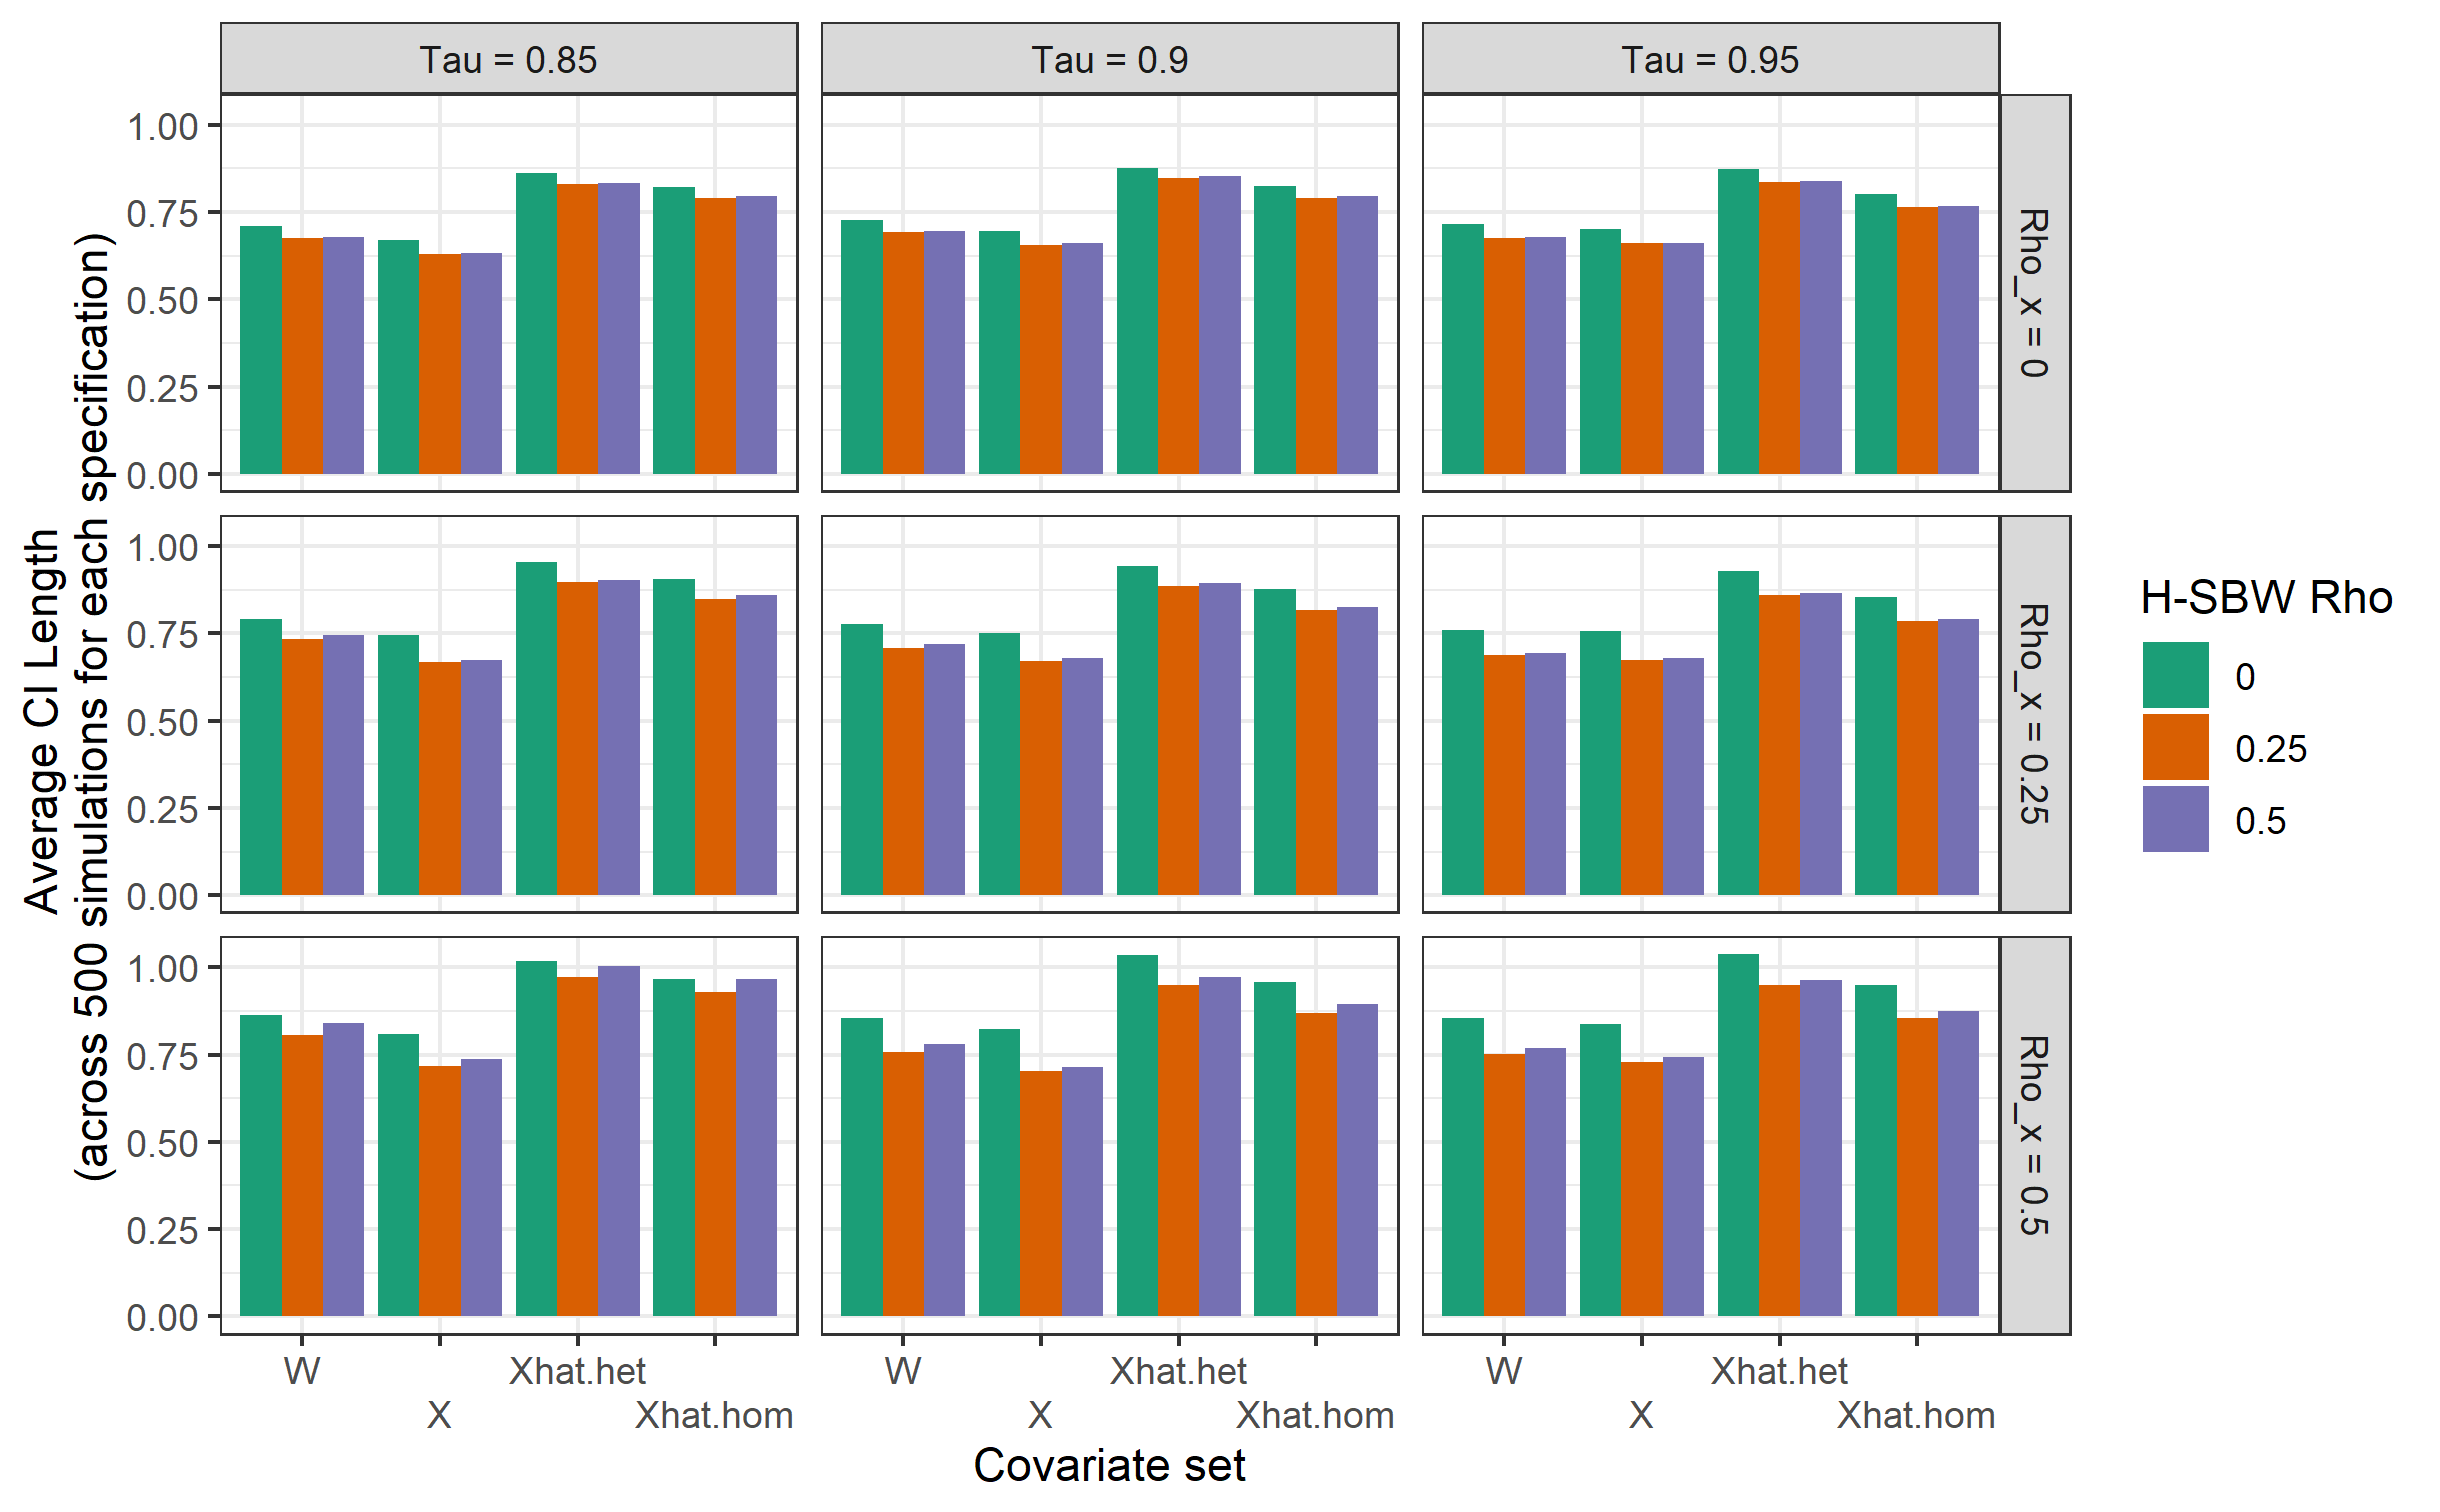 Tau = 0.85
Tau = 0.9
Tau = 0.95
Average CI Length
(across 500 simulations for each specification)
1.00
0.75
0.50
0.25
0.00
Rho_x = 0
1.00
0.75
0.50
0.25
0.00
Rho_x = 0.25
1.00
0.75
0.50
0.25
0.00
Rho_x = 0.5
W
X
Xhat.het
Xhat.hom
W
X
Xhat.het
Xhat.hom
W
X
Xhat.het
Xhat.hom
Covariate set
H-SBW Rho
0
0.25
0.5